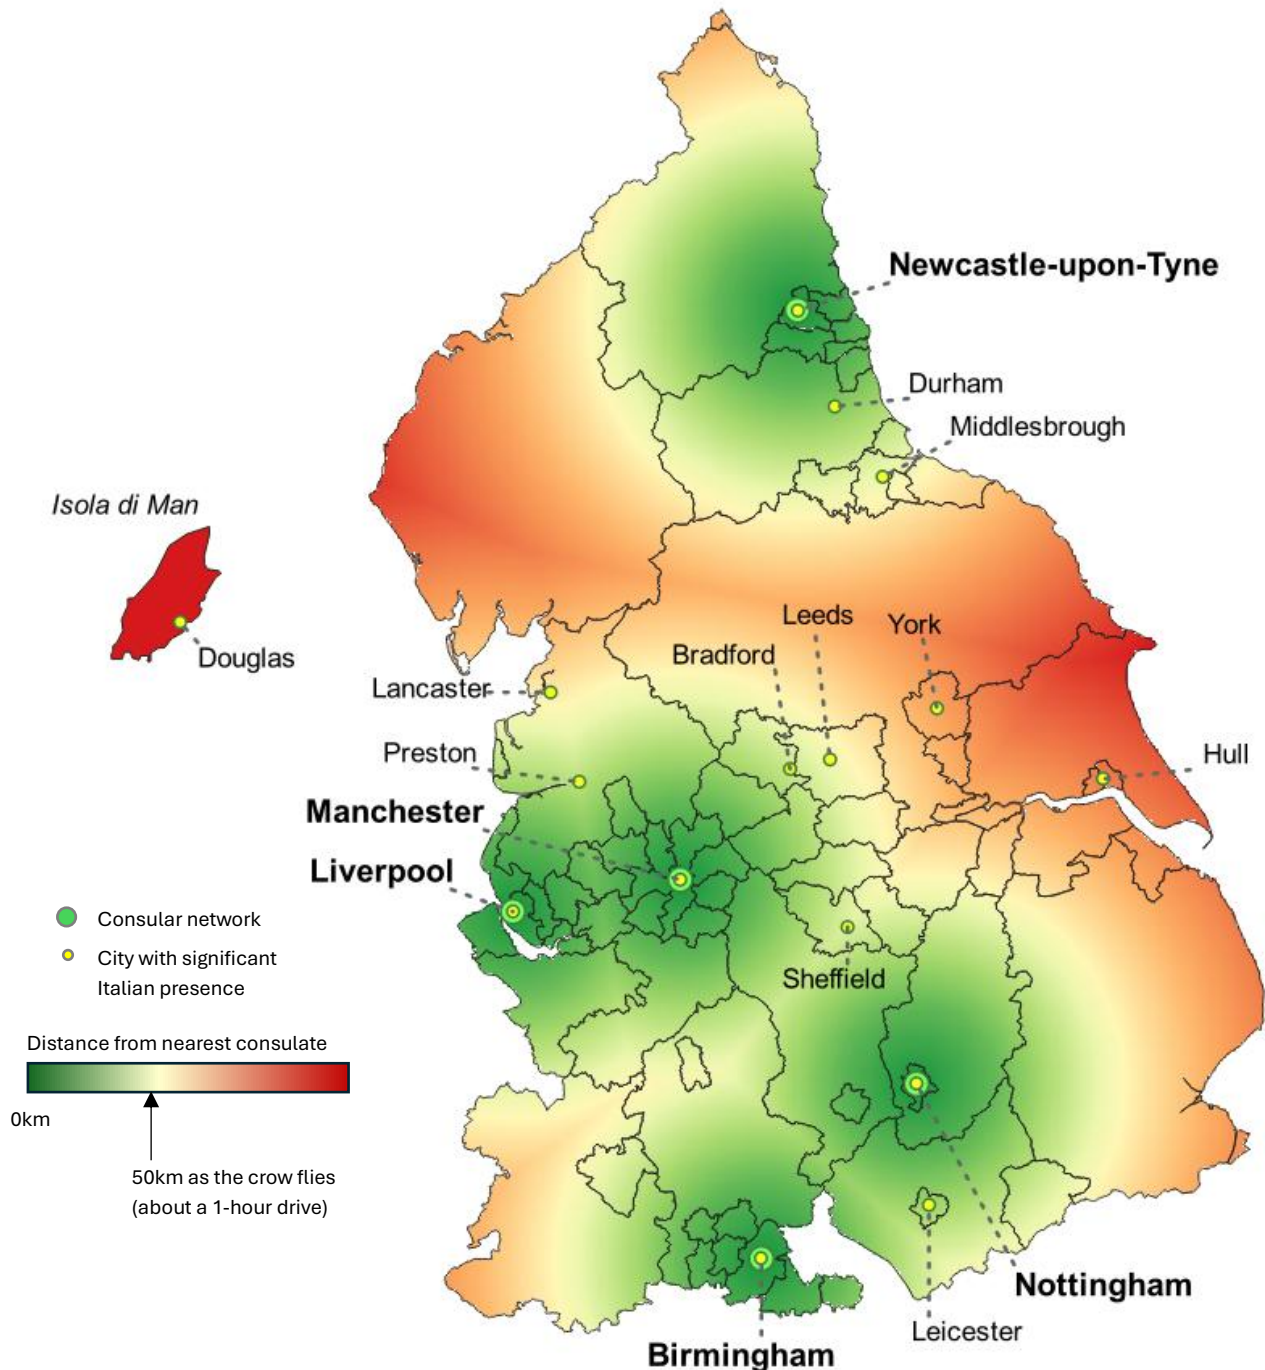 Newcastle-upon-Tyne
Durham
Middlesbrough
Isola di Man
Douglas
Leeds
York
Bradford
Lancaster
Preston
Hull
Manchester
Liverpool
Consular network
City with significant
Italian presence
Sheffield
Distance from nearest consulate
0km
50km as the crow flies
(about a 1-hour drive)
Nottingham
Leicester
Birmingham